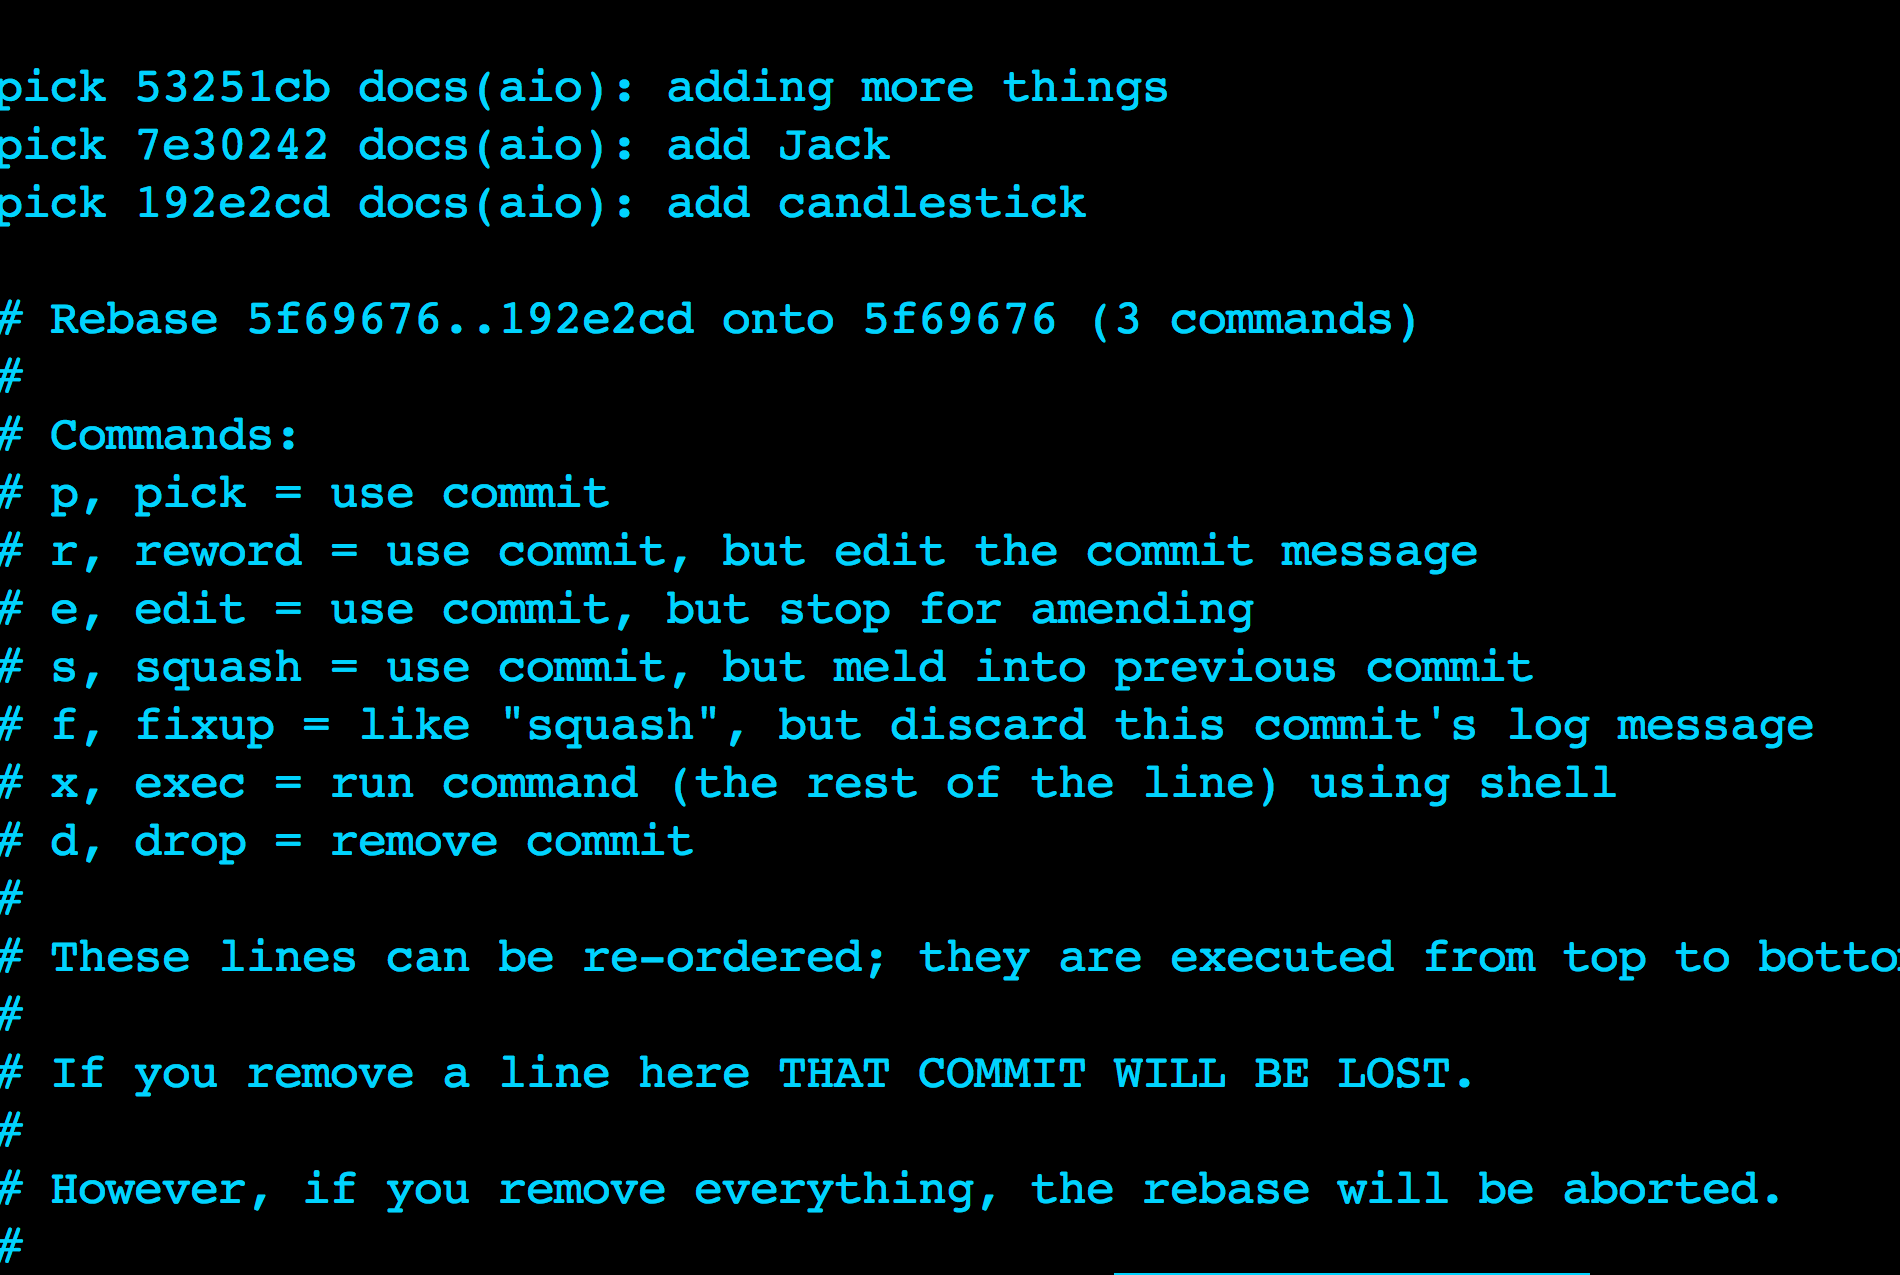 pick 53251cb docs(aio): adding more things
pick 7e30242 docs(aio): add Jack
pick 192e2cd docs(aio): add candlestick
# Rebase 5f69676..192e2cd onto 5f69676 (3 commands)
#
# Commands:
# p, pick = use commit
# r, reword = use commit, but edit the commit message
# e, edit = use commit, but stop for amending
# s, squash = use commit, but meld into previous commit
# f, fixup = like "squash", but discard this commit's log message
# x, exec = run command (the rest of the line) using shell
# d, drop = remove commit
#
# These lines can be re-ordered; they are executed from top to bottom
#
# If you remove a line here THAT COMMIT WILL BE LOST.
#
# However, if you remove everything, the rebase will be aborted.
#